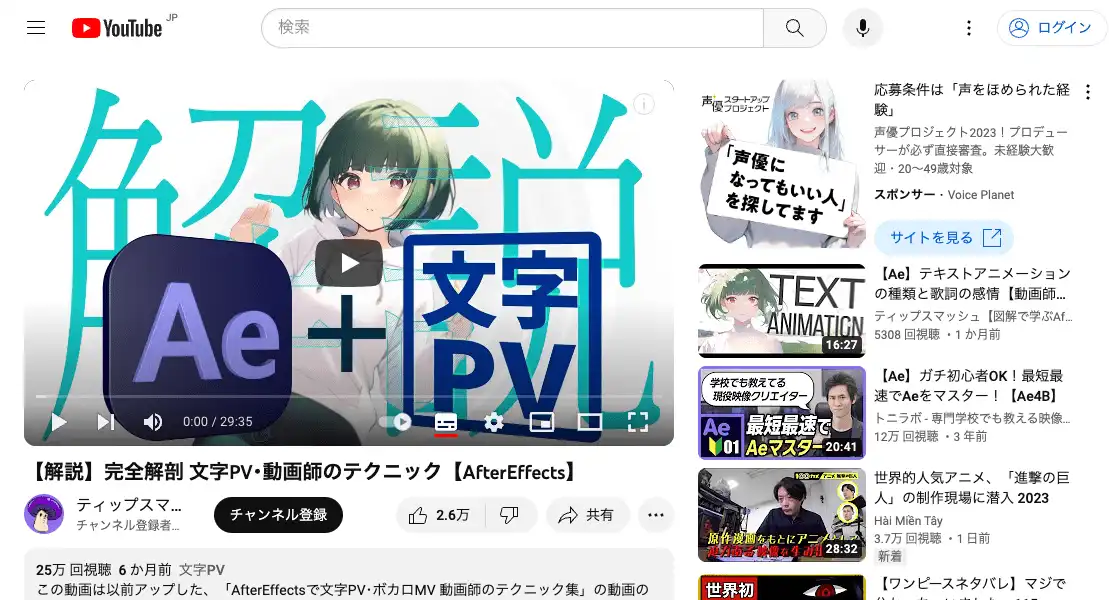 YouTube JP
検索
ログイン
解説
Ae
+
文字
PV
0:00 / 29:35
【解説】完全解剖 文字PV･動画師のテクニック【AfterEffects】
ティップスマ...
チャンネル登録者...
チャンネル登録
2.6万
共有
25万 回視聴 6 か月前 文字PV
この動画は以前アップした、「AfterEffectsで文字PV･ボカロMV 動画師のテクニック集」の動画の
声優スタートアッププロジェクト
「声優に
なってもいい人」
を探してます
応募条件は「声をほめられた経
験」
声優プロジェクト2023！プロデュー
サーが必ず直接審査。未経験大歓
迎・20〜49歳対象
スポンサー・Voice Planet
サイトを見る
TEXT
ANIMATION
16:27
【Ae】テキストアニメーション
の種類と歌詞の感情【動画師...
ティップスマッシュ【図解で学ぶAf...
5308 回視聴 ・1 か月前
学校でも教えてる
現役映像クリエイター
Ae
01
最短最速で
Aeマスター
20:41
【Ae】ガチ初心者OK！最短最
速でAeをマスター！【Ae4B】
トニラボ - 専門学校でも教える映像...
12万 回視聴 ・3 年前
原作漫画をもとにアニメ
28:32
世界的人気アニメ、「進撃の巨
人」の制作現場に潜入 2023
Hài Miền Tây
3.7万 回視聴 ・1 日前
新着
世界初
【ワンピースネタバレ】マジで